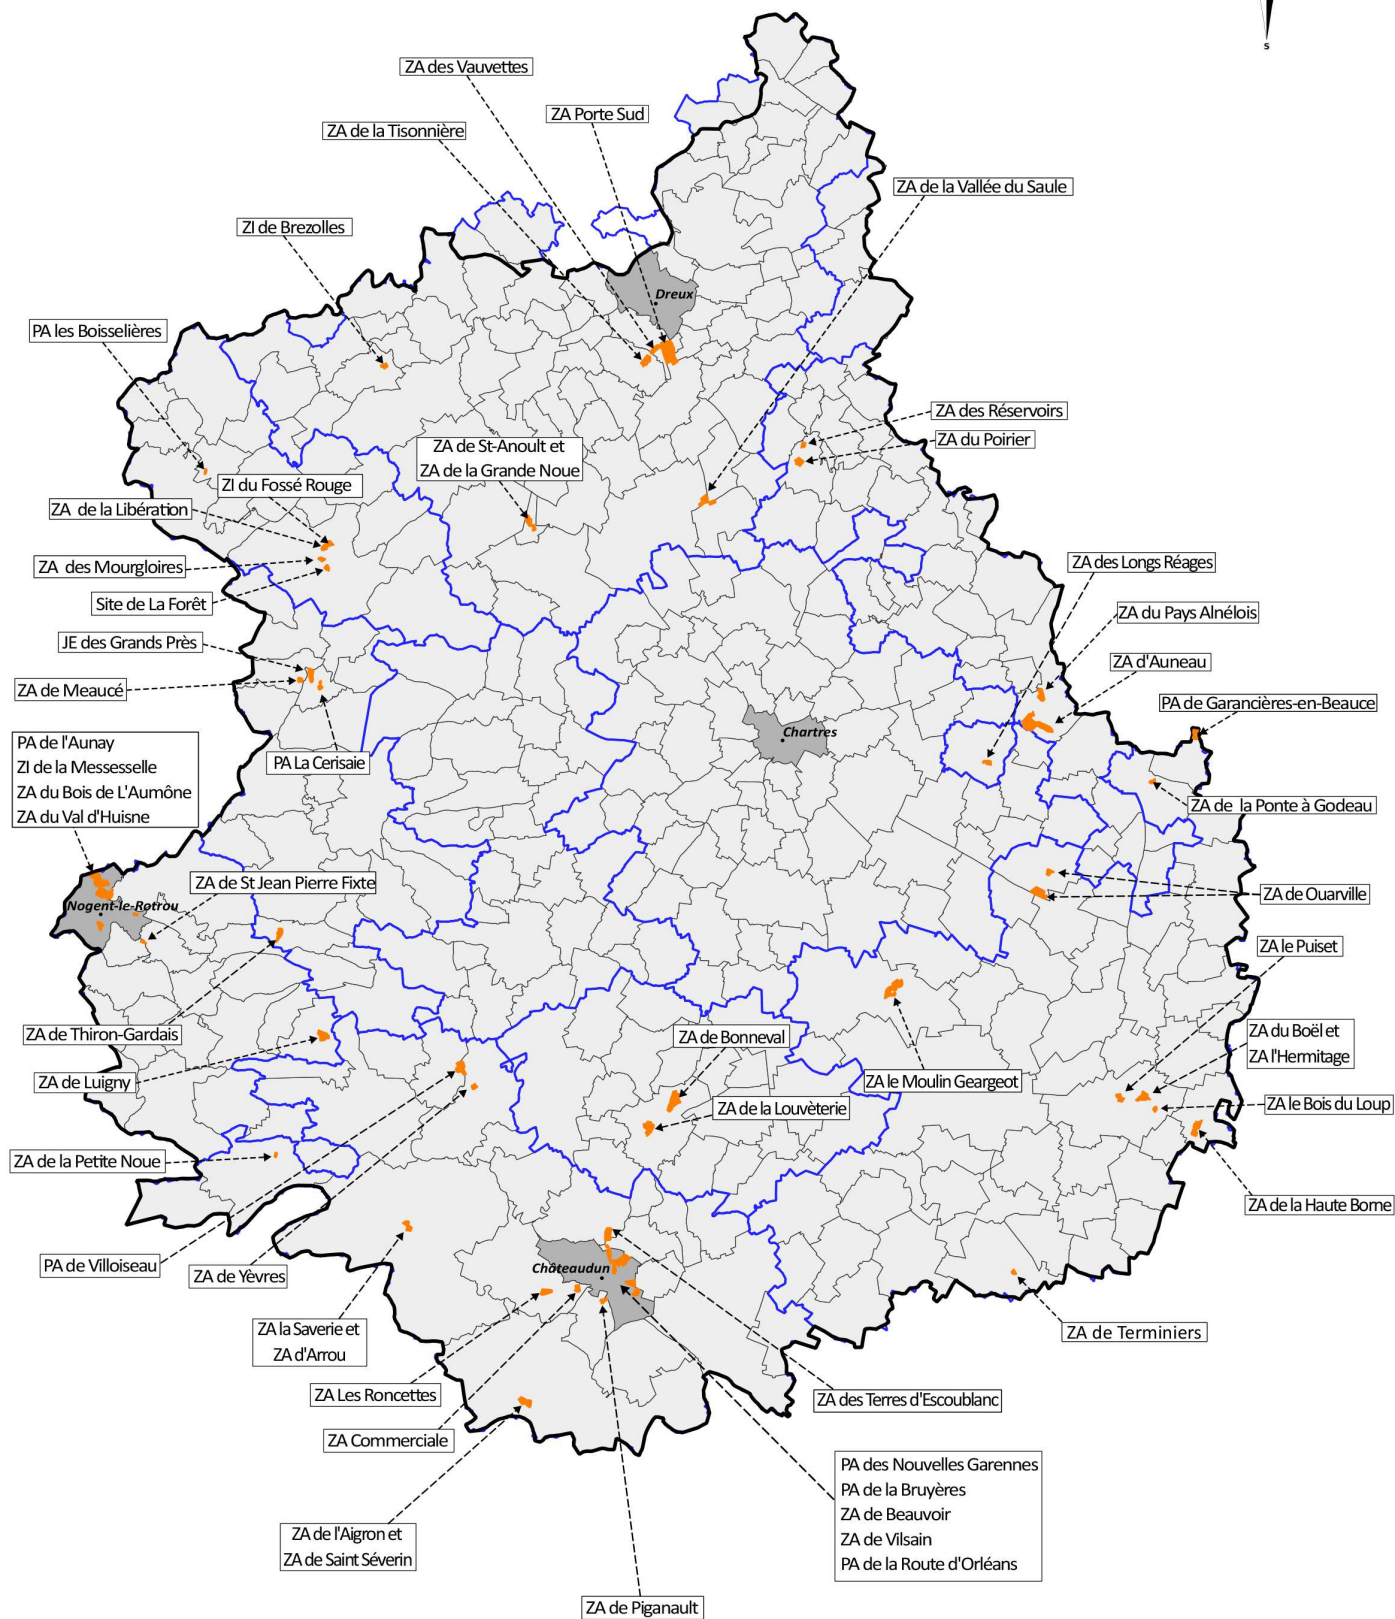 S
ZA des Vauvettes
ZA Porte Sud
ZA de la Tisonnière
ZA de la Vallée du Saule
ZI de Brezolles
Dreux
PA les Boisselières
ZA des Réservoirs
ZA du Poirier
ZA de St-Anoult et
ZA de la Grande Noue
ZI du Fossé Rouge
ZA de la Libération
ZA des Mourgloires
ZA des Longs Réages
Site de La Forêt
ZA du Pays Alnélois
JE des Grands Près
ZA d'Auneau
ZA de Meaucé
PA de Garancières-en-Beauce
Chartres
PA La Cerisaie
PA de l'Aunay
ZI de la Messesselle
ZA du Bois de L'Aumône
ZA du Val d'Huisne
ZA de la Ponte à Godeau
ZA de St Jean Pierre Fixte
ZA de Ouarville
Nogent-le-Rotrou
ZA le Puiset
ZA de Thiron-Gardais
ZA de Bonneval
ZA du Boël et
ZA l'Hermitage
ZA de Luigny
ZA le Moulin Geargeot
ZA de la Louvèterie
ZA le Bois du Loup
ZA de la Petite Noue
ZA de la Haute Borne
PA de Villoiseau
ZA de Yèvres
Châteaudun
ZA la Saverie et
ZA d'Arrou
ZA de Terminiers
ZA Les Roncettes
ZA des Terres d'Escoublanc
ZA Commerciale
PA des Nouvelles Garennes
PA de la Bruyères
ZA de Beauvoir
ZA de Vilsain
PA de la Route d'Orléans
ZA de l'Aigron et
ZA de Saint Séverin
ZA de Piganault